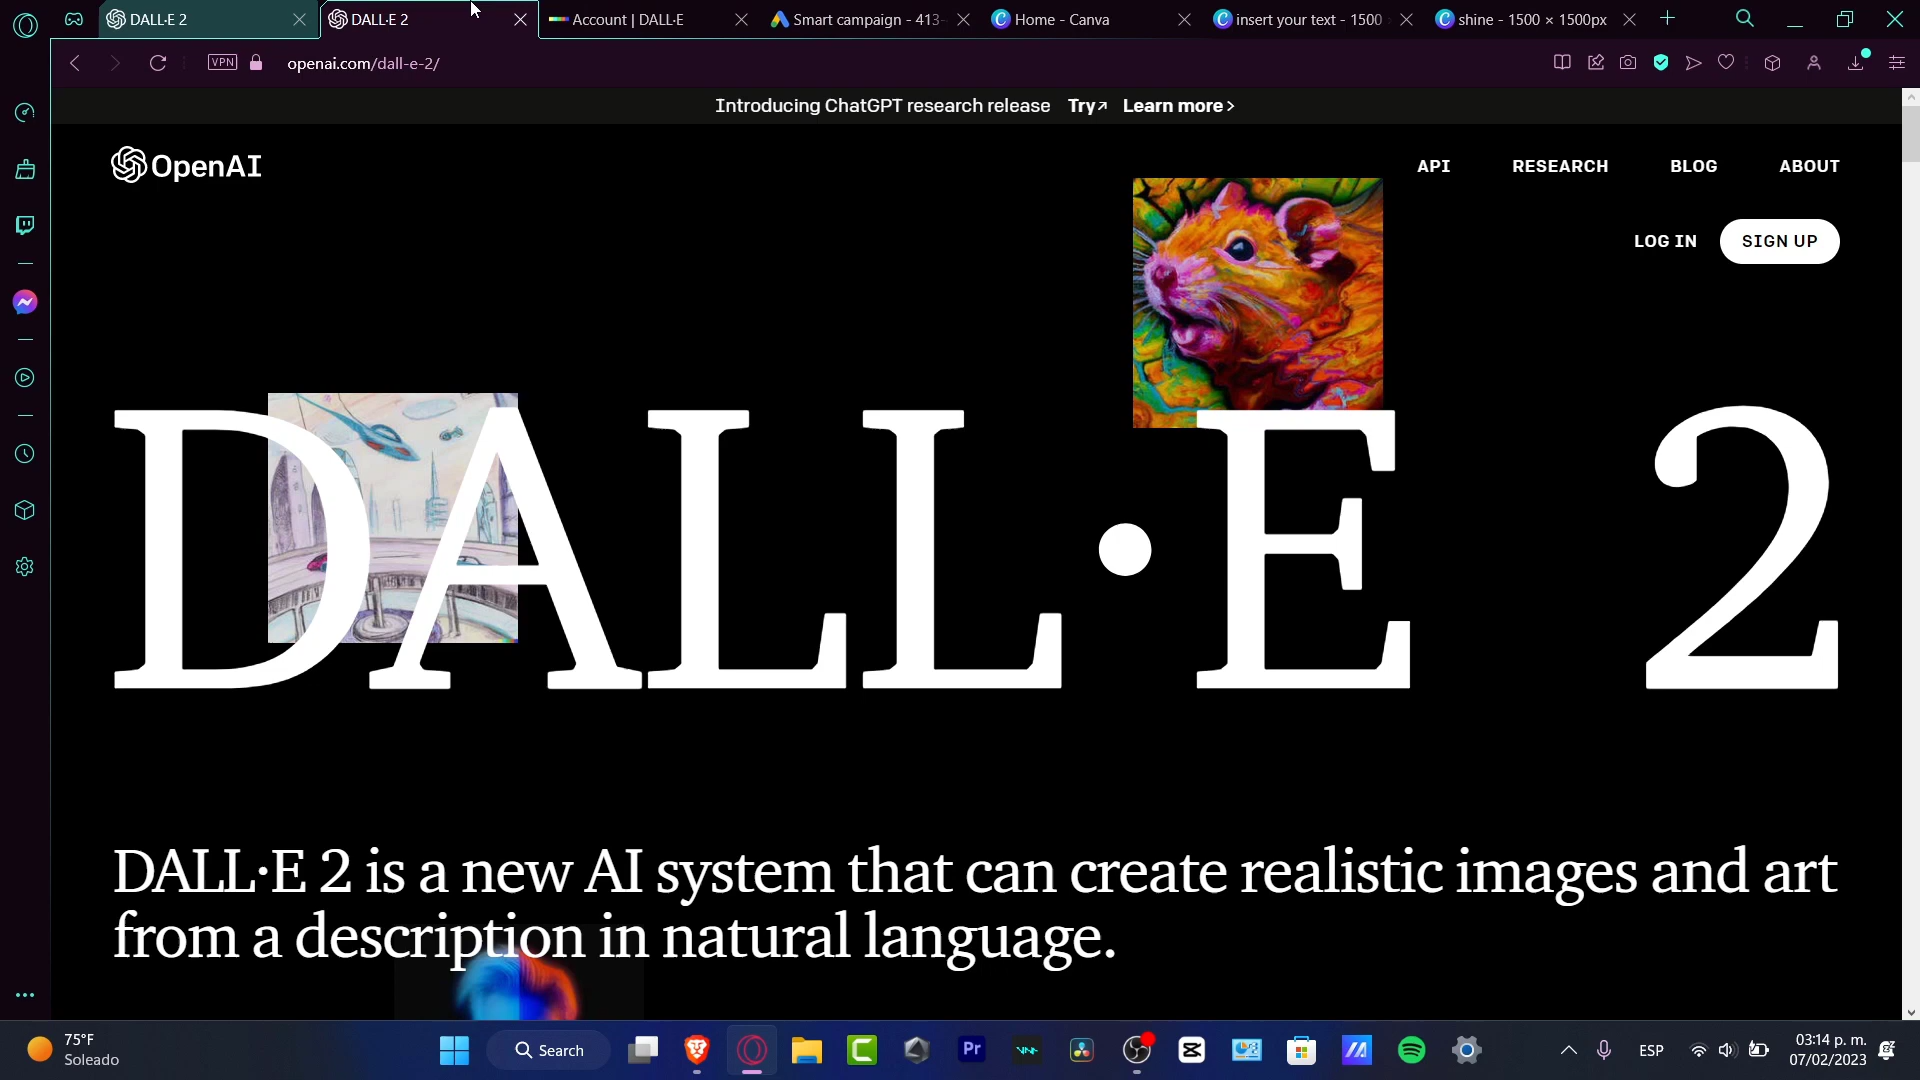 DALL·E 2
DALL·E 2
Account | DALL·E
Smart campaign - 413-
Home - Canva
insert your text - 1500
shine - 1500 × 1500px
VPN
openai.com/dall-e-2/
Introducing ChatGPT research release Try↗ Learn more >
OpenAI
API RESEARCH BLOG ABOUT
LOG IN SIGN UP
DALL·E 2
DALL·E 2 is a new AI system that can create realistic images and art
from a description in natural language.
75°F
Soleado
Search
Pr
ESP
03:14 p. m.
07/02/2023